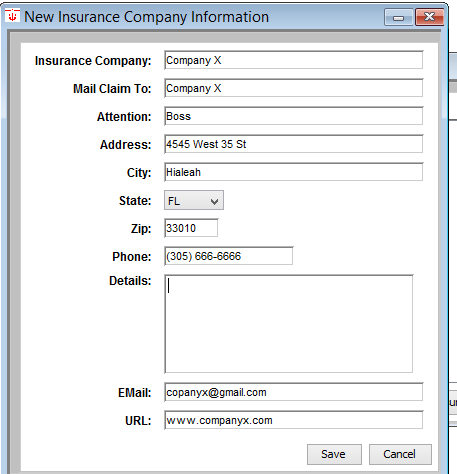 New Insurance Company Information
Insurance Company: Company X
Mail Claim To: Company X
Attention: Boss
Address: 4545 West 35 St
City: Hialeah
State: FL
Zip: 33010
Phone: (305) 666-6666
Details:
EMail: copanyx@gmail.com
URL: www.companyx.com
Save Cancel